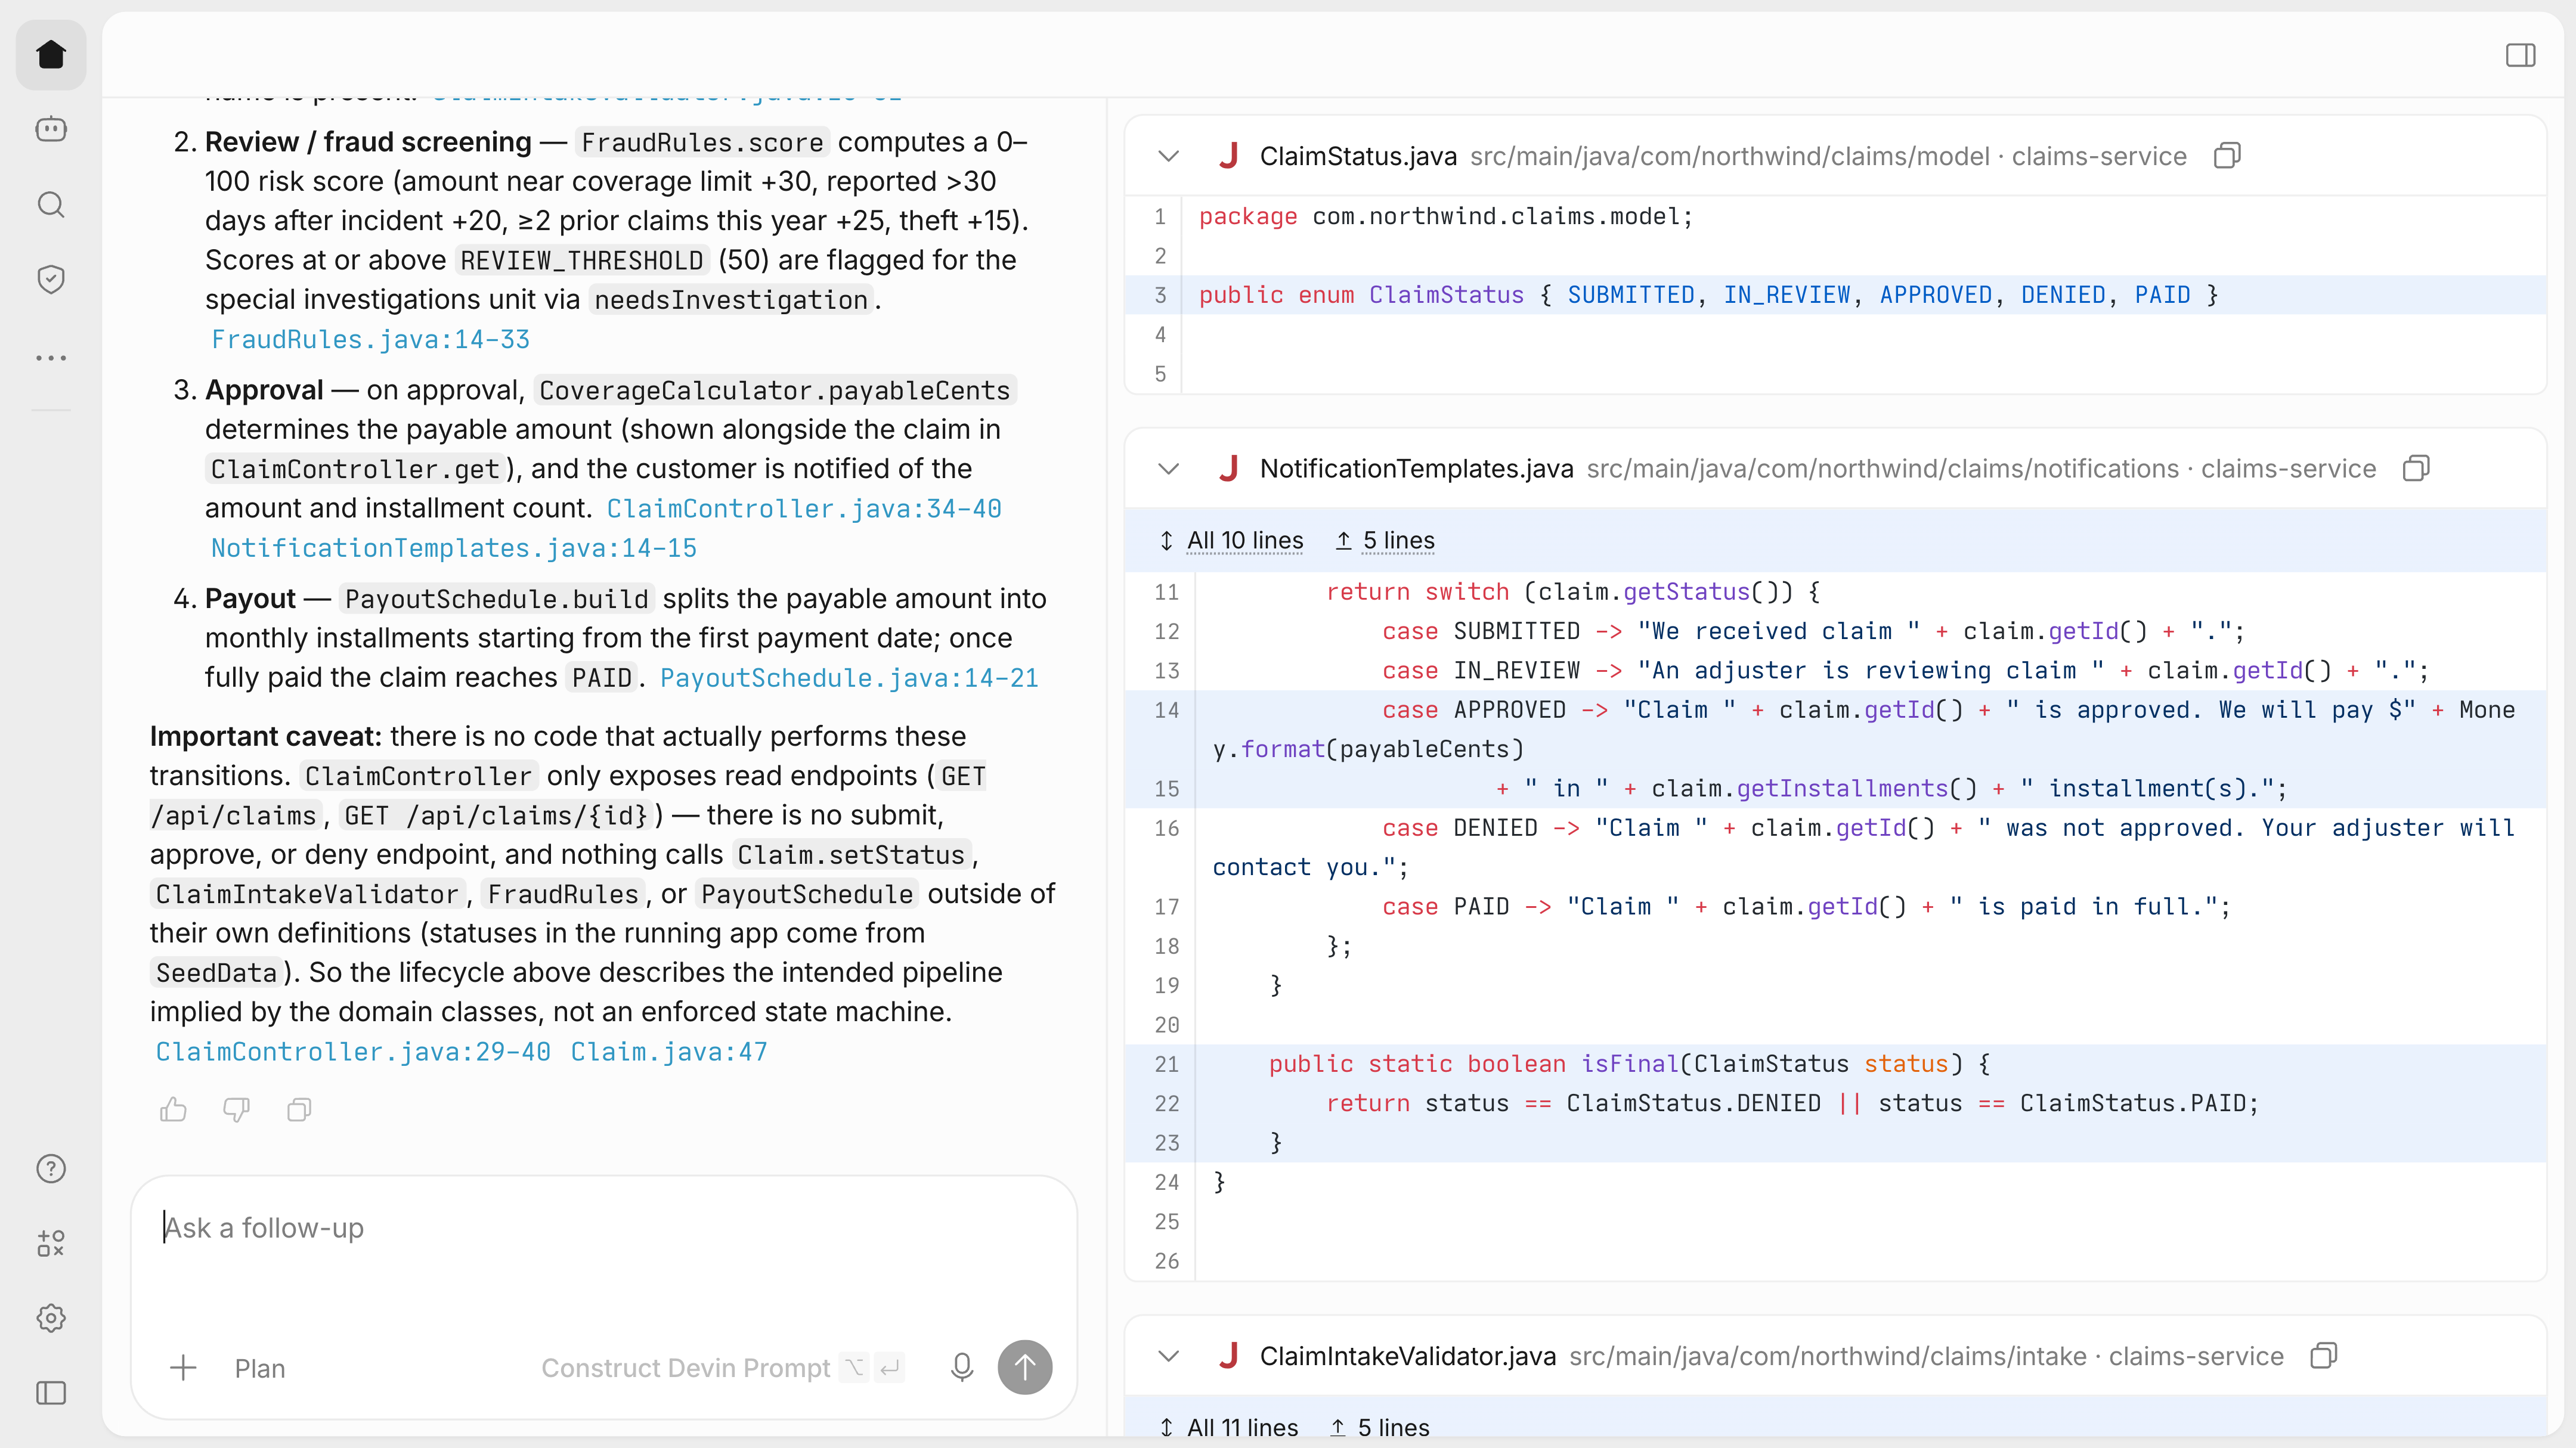 2. Review / fraud screening — FraudRules.score computes a 0–
100 risk score (amount near coverage limit +30, reported >30
days after incident +20, ≥2 prior claims this year +25, theft +15).
Scores at or above REVIEW_THRESHOLD (50) are flagged for the
special investigations unit via needsInvestigation.
FraudRules.java:14-33
3. Approval — on approval, CoverageCalculator.payableCents
determines the payable amount (shown alongside the claim in
ClaimController.get), and the customer is notified of the
amount and installment count. ClaimController.java:34-40
NotificationTemplates.java:14-15
4. Payout — PayoutSchedule.build splits the payable amount into
monthly installments starting from the first payment date; once
fully paid the claim reaches PAID. PayoutSchedule.java:14-21
Important caveat: there is no code that actually performs these
transitions. ClaimController only exposes read endpoints (GET
/api/claims, GET /api/claims/{id}) — there is no submit,
approve, or deny endpoint, and nothing calls Claim.setStatus,
ClaimIntakeValidator, FraudRules, or PayoutSchedule outside of
their own definitions (statuses in the running app come from
SeedData). So the lifecycle above describes the intended pipeline
implied by the domain classes, not an enforced state machine.
ClaimController.java:29-40 Claim.java:47
Ask a follow-up
Plan
Construct Devin Prompt
ClaimStatus.java src/main/java/com/northwind/claims/model · claims-service
1 package com.northwind.claims.model;
2
3 public enum ClaimStatus { SUBMITTED, IN_REVIEW, APPROVED, DENIED, PAID }
4
5
NotificationTemplates.java src/main/java/com/northwind/claims/notifications · claims-service
All 10 lines 5 lines
11 return switch (claim.getStatus()) {
12 case SUBMITTED -> "We received claim " + claim.getId() + ".";
13 case IN_REVIEW -> "An adjuster is reviewing claim " + claim.getId() + ".";
14 case APPROVED -> "Claim " + claim.getId() + " is approved. We will pay $" + Mone
y.format(payableCents)
15 + " in " + claim.getInstallments() + " installment(s).";
16 case DENIED -> "Claim " + claim.getId() + " was not approved. Your adjuster will
contact you.";
17 case PAID -> "Claim " + claim.getId() + " is paid in full.";
18 };
19 }
20
21 public static boolean isFinal(ClaimStatus status) {
22 return status == ClaimStatus.DENIED || status == ClaimStatus.PAID;
23 }
24 }
25
26
ClaimIntakeValidator.java src/main/java/com/northwind/claims/intake · claims-service
All 11 lines 5 lines